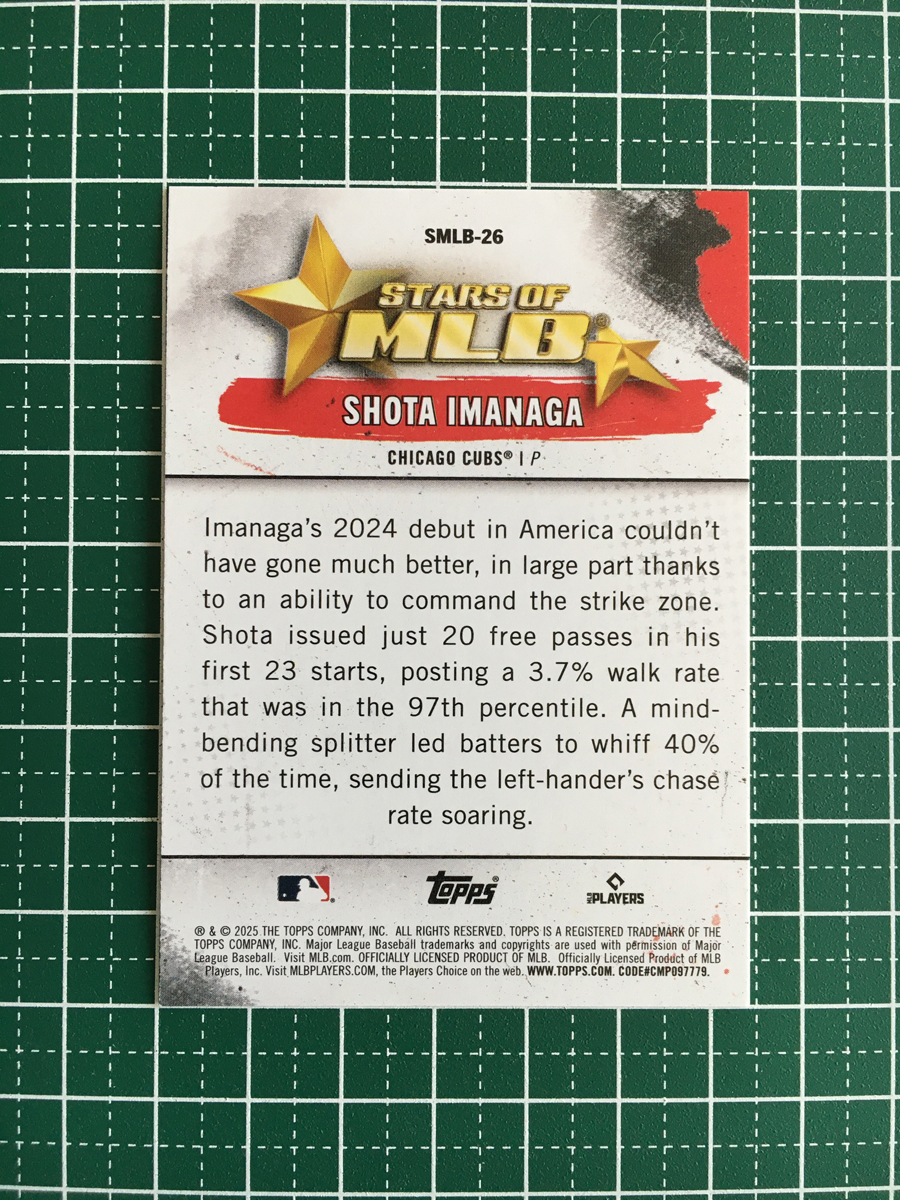 SMLB-26
STARS OF
MLB®
SHOTA IMANAGA
CHICAGO CUBS® | P
Imanaga's 2024 debut in America couldn't
have gone much better, in large part thanks
to an ability to command the strike zone.
Shota issued just 20 free passes in his
first 23 starts, posting a 3.7% walk rate
that was in the 97th percentile. A mind-
bending splitter led batters to whiff 40%
of the time, sending the left-hander's chase
rate soaring.
topps®
MLB PLAYERS
® & © 2025 THE TOPPS COMPANY, INC. ALL RIGHTS RESERVED. TOPPS IS A REGISTERED TRADEMARK OF THE
TOPPS COMPANY, INC. Major League Baseball trademarks and copyrights are used with permission of Major
League Baseball. Visit MLB.com. OFFICIALLY LICENSED PRODUCT OF MLB. Officially Licensed Product of MLB
Players, Inc. Visit MLBPLAYERS.COM, the Players Choice on the web. WWW.TOPPS.COM. CODE#CMP097779.